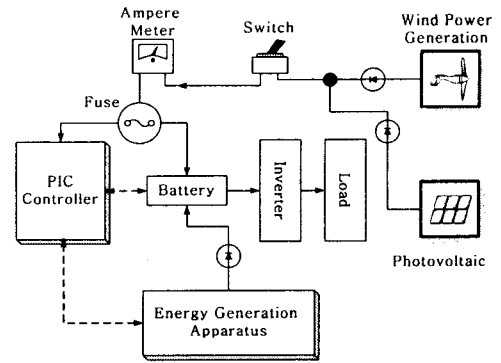 Ampere
Meter
Switch
Wind Power
Generation
Fuse
PIC
Controller
Battery
Inverter
Load
Photovoltaic
Energy Generation
Apparatus